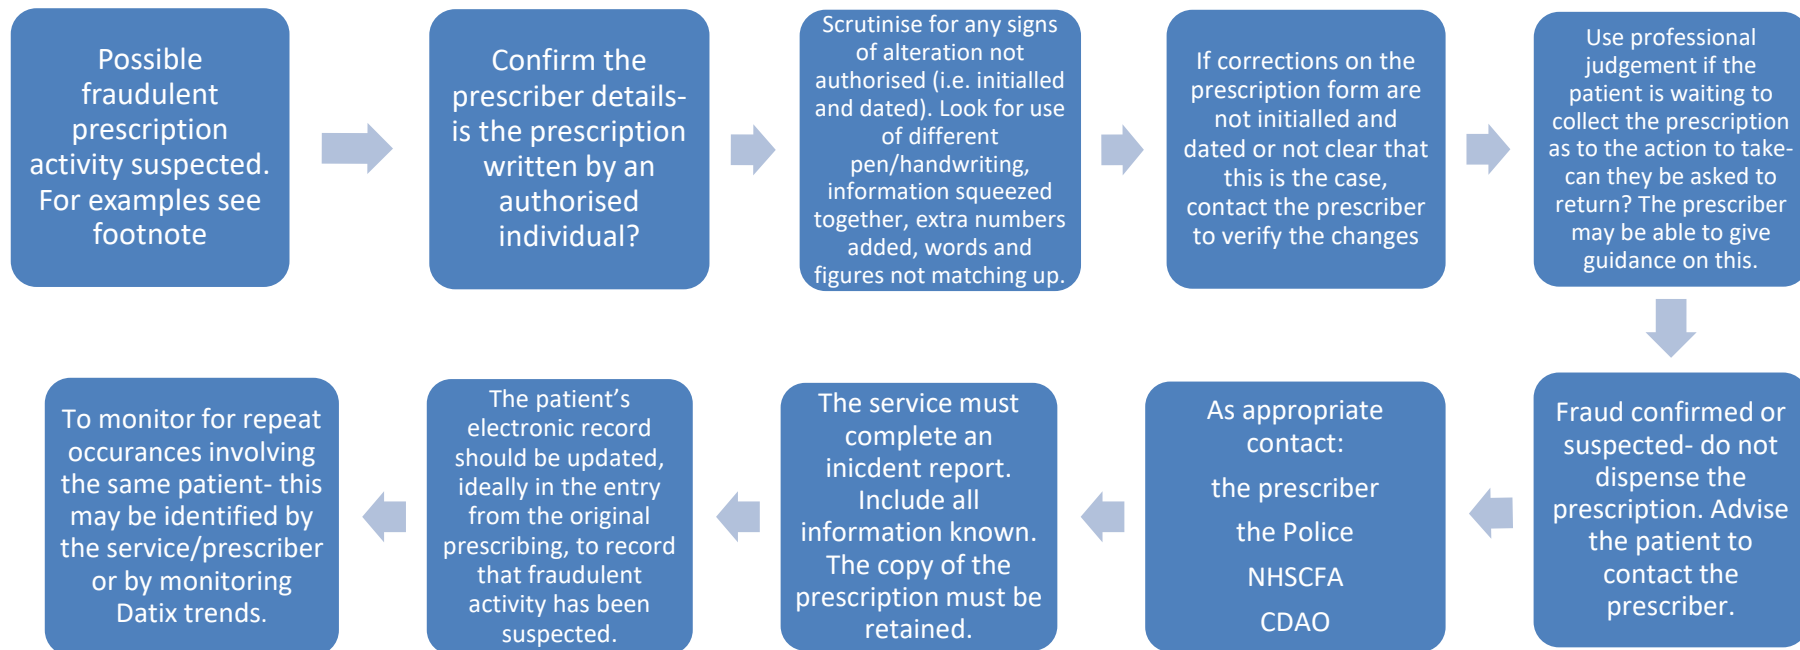 Possible
fraudulent
prescription
activity suspected.
For examples see
footnote
Confirm the
prescriber details-
is the prescription
written by an
authorised
individual?
Scrutinise for any signs
of alteration not
authorised (i.e. initialled
and dated). Look for use
of different
pen/handwriting,
information squeezed
together, extra numbers
added, words and
figures not matching up.
If corrections on the
prescription form are
not initialled and
dated or not clear that
this is the case,
contact the prescriber
to verify the changes
Use professional
judgement if the
patient is waiting to
collect the prescription
as to the action to take-
can they be asked to
return? The prescriber
may be able to give
guidance on this.
Fraud confirmed or
suspected- do not
dispense the
prescription. Advise
the patient to
contact the
prescriber.
As appropriate
contact:
the prescriber
the Police
NHSCFA
CDAO
The service must
complete an
inicdent report.
Include all
information known.
The copy of the
prescription must be
retained.
The patient’s
electronic record
should be updated,
ideally in the entry
from the original
prescribing, to record
that fraudulent
activity has been
suspected.
To monitor for repeat
occurances involving
the same patient- this
may be identified by
the service/prescriber
or by monitoring
Datix trends.